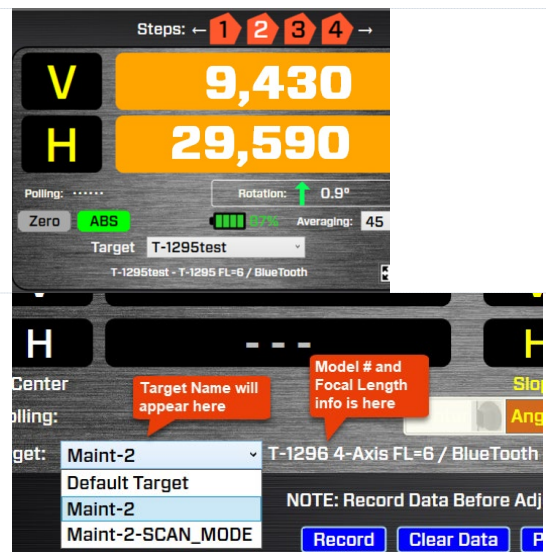 Steps: ← 1 2 3 4 →
V 9,430
H 29,590
Polling: ······ Rotation: ↑ 0.9°
Zero ABS 87% Averaging: 45
Target T-1295test
T-1295test - T-1295 FL=6 / BlueTooth
H --- H
Center Target Name will appear here Model # and Focal Length info is here Slo
olling: Ang
get: Maint-2 T-1296 4-Axis FL=6 / BlueTooth
Default Target
Maint-2 NOTE: Record Data Before Adj
Maint-2-SCAN_MODE Record Clear Data P